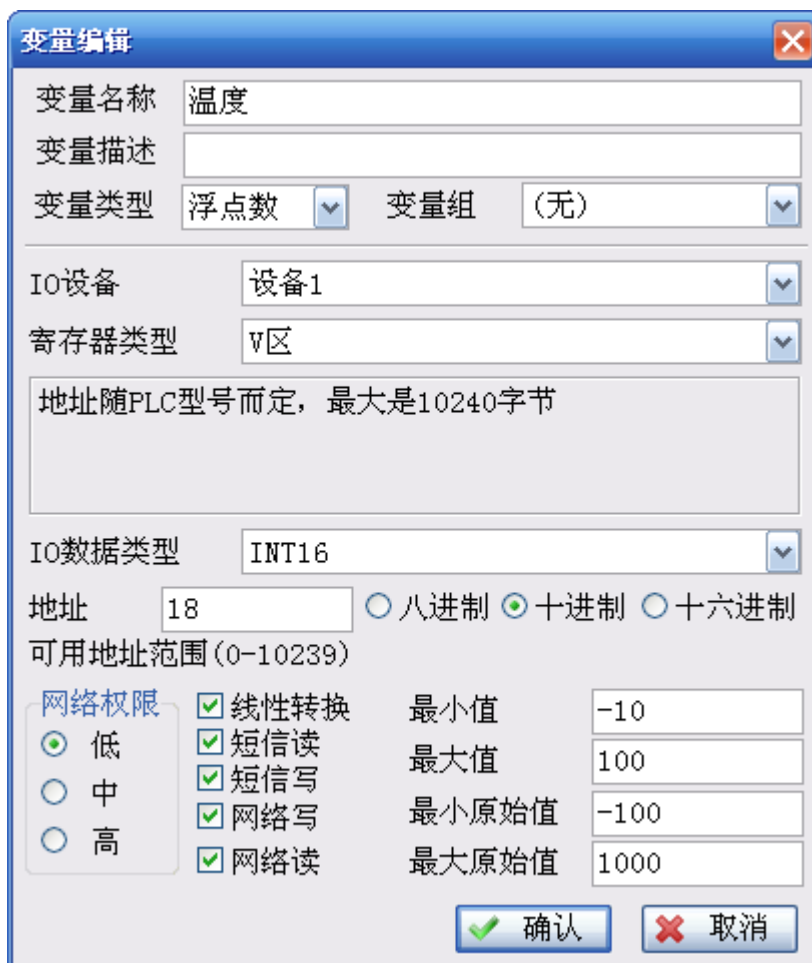 变量编辑
变量名称 温度
变量描述
变量类型 浮点数 变量组 (无)
IO设备 设备1
寄存器类型 V区
地址随PLC型号而定，最大是10240字节
IO数据类型 INT16
地址 18 八进制 十进制 十六进制
可用地址范围(0-10239)
网络权限 线性转换 最小值 -10
低 短信读 最大值 100
中 短信写 最小原始值 -100
高 网络写 最大原始值 1000
网络读
确认 取消